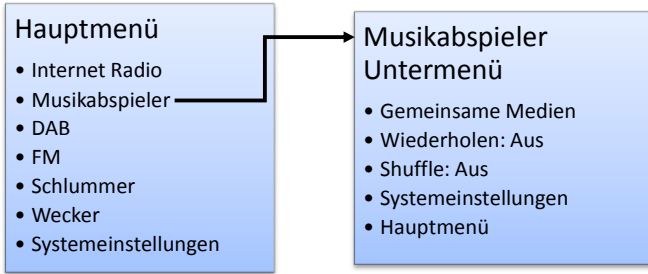 Hauptmenü
• Internet Radio
• Musikabspieler
• DAB
• FM
• Schlummer
• Wecker
• Systemeinstellungen
Musikabspieler
Untermenü
• Gemeinsame Medien
• Wiederholen: Aus
• Shuffle: Aus
• Systemeinstellungen
• Hauptmenü